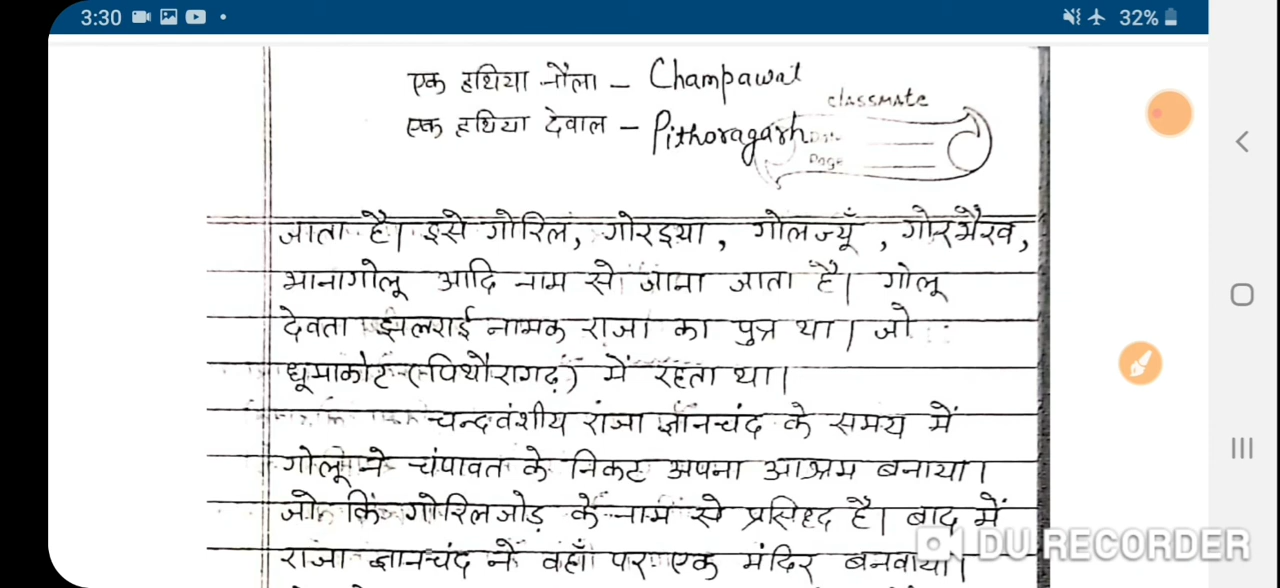 3:30 32%
एक हथिया नौला – Champawat
classmate
एक हथिया देवाल – Pithoragarh
Page
जाता है। इसे गोरिल, गोरइया, गोलज्यूँ, गोरभैरव,
भानागोलू आदि नाम से जाना जाता है। गोलू
देवता झलराई नामक राजा का पुत्र था। जो
धूमाकोट (पिथौरागढ़) में रहता था।
चन्दवंशीय राजा ज्ञानचंद के समय में
गोलू ने चंपावत के निकट अपना आश्रम बनाया।
जो कि गोरिलजोड़ के नाम से प्रसिद्द है। बाद में
राजा ज्ञानचंद ने वहाँ पर एक मंदिर बनवाया।
DU RECORDER